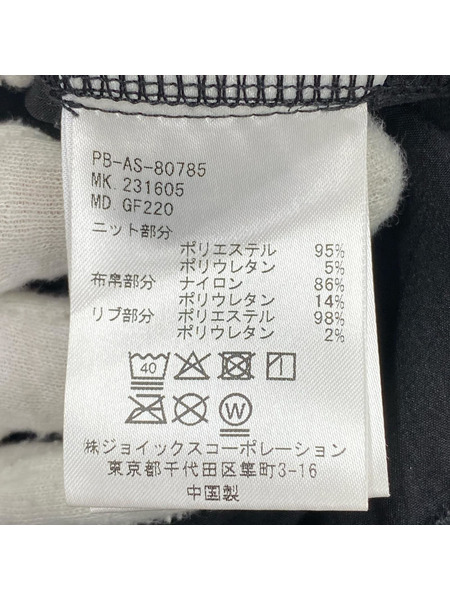 PB-AS-80785
MK. 231605
MD. GF220
ニット部分
ポリエステル 95%
ポリウレタン 5%
布帛部分 ナイロン 86%
ポリウレタン 14%
リブ部分 ポリエステル 98%
ポリウレタン 2%
40
W
㈱ジョイックスコーポレーション
東京都千代田区隼町3-16
中国製